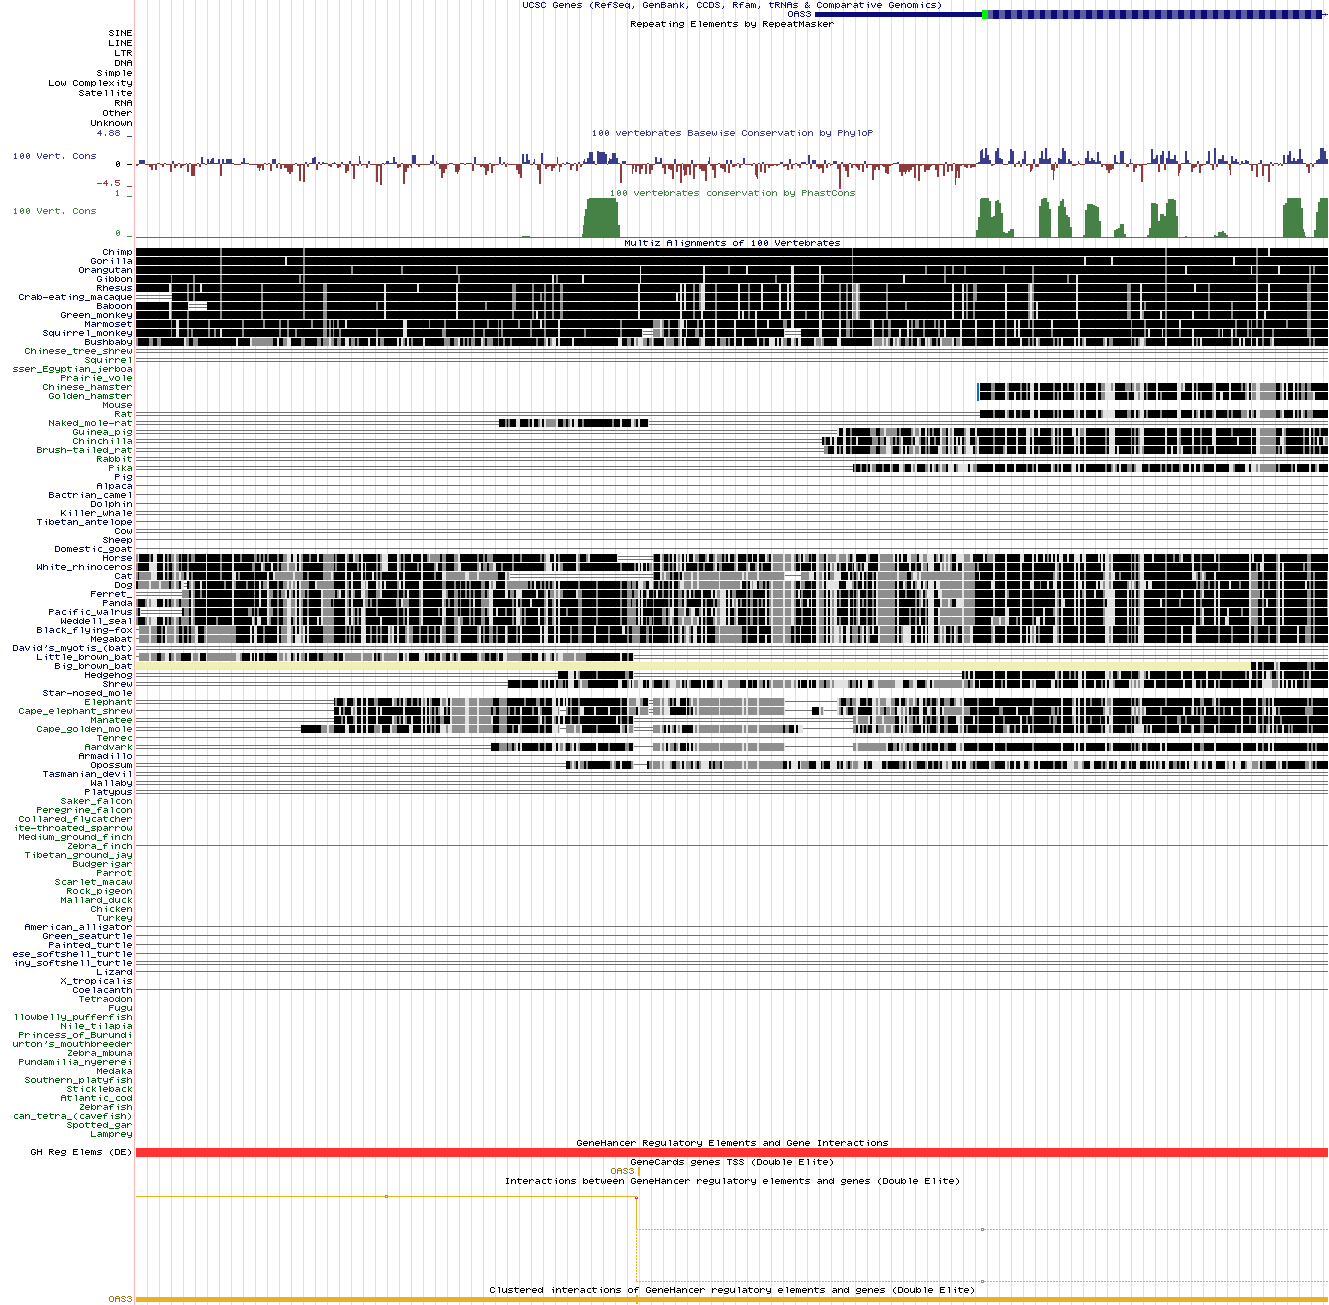 UCSC Genes (RefSeq, GenBank, CCDS, Rfam, tRNAs & Comparative Genomics)
OAS3
Repeating Elements by RepeatMasker
SINE
LINE
LTR
DNA
Simple
Low Complexity
Satellite
RNA
Other
Unknown
4.88 _
100 vertebrates Basewise Conservation by PhyloP
100 Vert. Cons
0 _
-4.5 _
1 _
100 vertebrates conservation by PhastCons
100 Vert. Cons
0 _
Multiz Alignments of 100 Vertebrates
Chimp
Gorilla
Orangutan
Gibbon
Rhesus
Crab-eating_macaque
Baboon
Green_monkey
Marmoset
Squirrel_monkey
Bushbaby
Chinese_tree_shrew
Squirrel
sser_Egyptian_jerboa
Prairie_vole
Chinese_hamster
Golden_hamster
Mouse
Rat
Naked_mole-rat
Guinea_pig
Chinchilla
Brush-tailed_rat
Rabbit
Pika
Pig
Alpaca
Bactrian_camel
Dolphin
Killer_whale
Tibetan_antelope
Cow
Sheep
Domestic_goat
Horse
White_rhinoceros
Cat
Dog
Ferret_
Panda
Pacific_walrus
Weddell_seal
Black_flying-fox
Megabat
David's_myotis_(bat)
Little_brown_bat
Big_brown_bat
Hedgehog
Shrew
Star-nosed_mole
Elephant
Cape_elephant_shrew
Manatee
Cape_golden_mole
Tenrec
Aardvark
Armadillo
Opossum
Tasmanian_devil
Wallaby
Platypus
Saker_falcon
Peregrine_falcon
Collared_flycatcher
ite-throated_sparrow
Medium_ground_finch
Zebra_finch
Tibetan_ground_jay
Budgerigar
Parrot
Scarlet_macaw
Rock_pigeon
Mallard_duck
Chicken
Turkey
American_alligator
Green_seaturtle
Painted_turtle
ese_softshell_turtle
iny_softshell_turtle
Lizard
X_tropicalis
Coelacanth
Tetraodon
Fugu
llowbelly_pufferfish
Nile_tilapia
Princess_of_Burundi
urton's_mouthbreeder
Zebra_mbuna
Pundamilia_nyererei
Medaka
Southern_platyfish
Stickleback
Atlantic_cod
Zebrafish
can_tetra_(cavefish)
Spotted_gar
Lamprey
GeneHancer Regulatory Elements and Gene Interactions
GH Reg Elems (DE)
GeneCards genes TSS (Double Elite)
OAS3
Interactions between GeneHancer regulatory elements and genes (Double Elite)
Clustered interactions of GeneHancer regulatory elements and genes (Double Elite)
OAS3